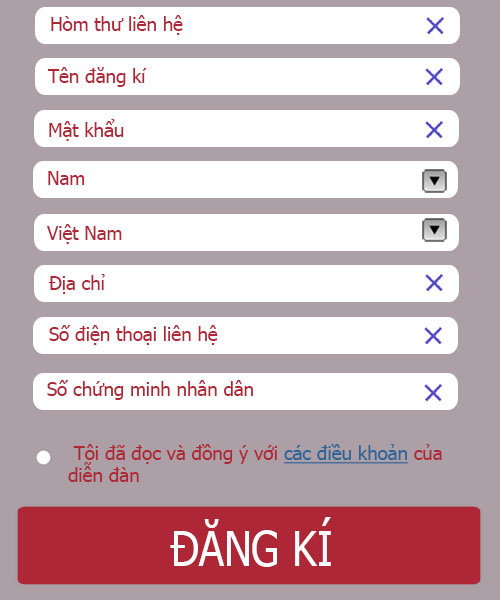 Hòm thư liên hệ
Tên đăng kí
Mật khẩu
Nam
Việt Nam
Địa chỉ
Số điện thoại liên hệ
Số chứng minh nhân dân
Tội đã đọc và đồng ý với các điều khoản của
diễn đàn
ĐĂNG KÍ